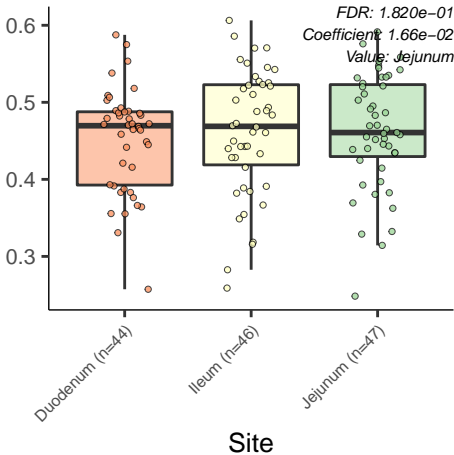 FDR: 1.820e−01
Coefficient: 1.66e−02
Value: Jejunum
0.6
0.5
0.4
0.3
Duodenum (n=44)
Ileum (n=46)
Jejunum (n=47)
Site